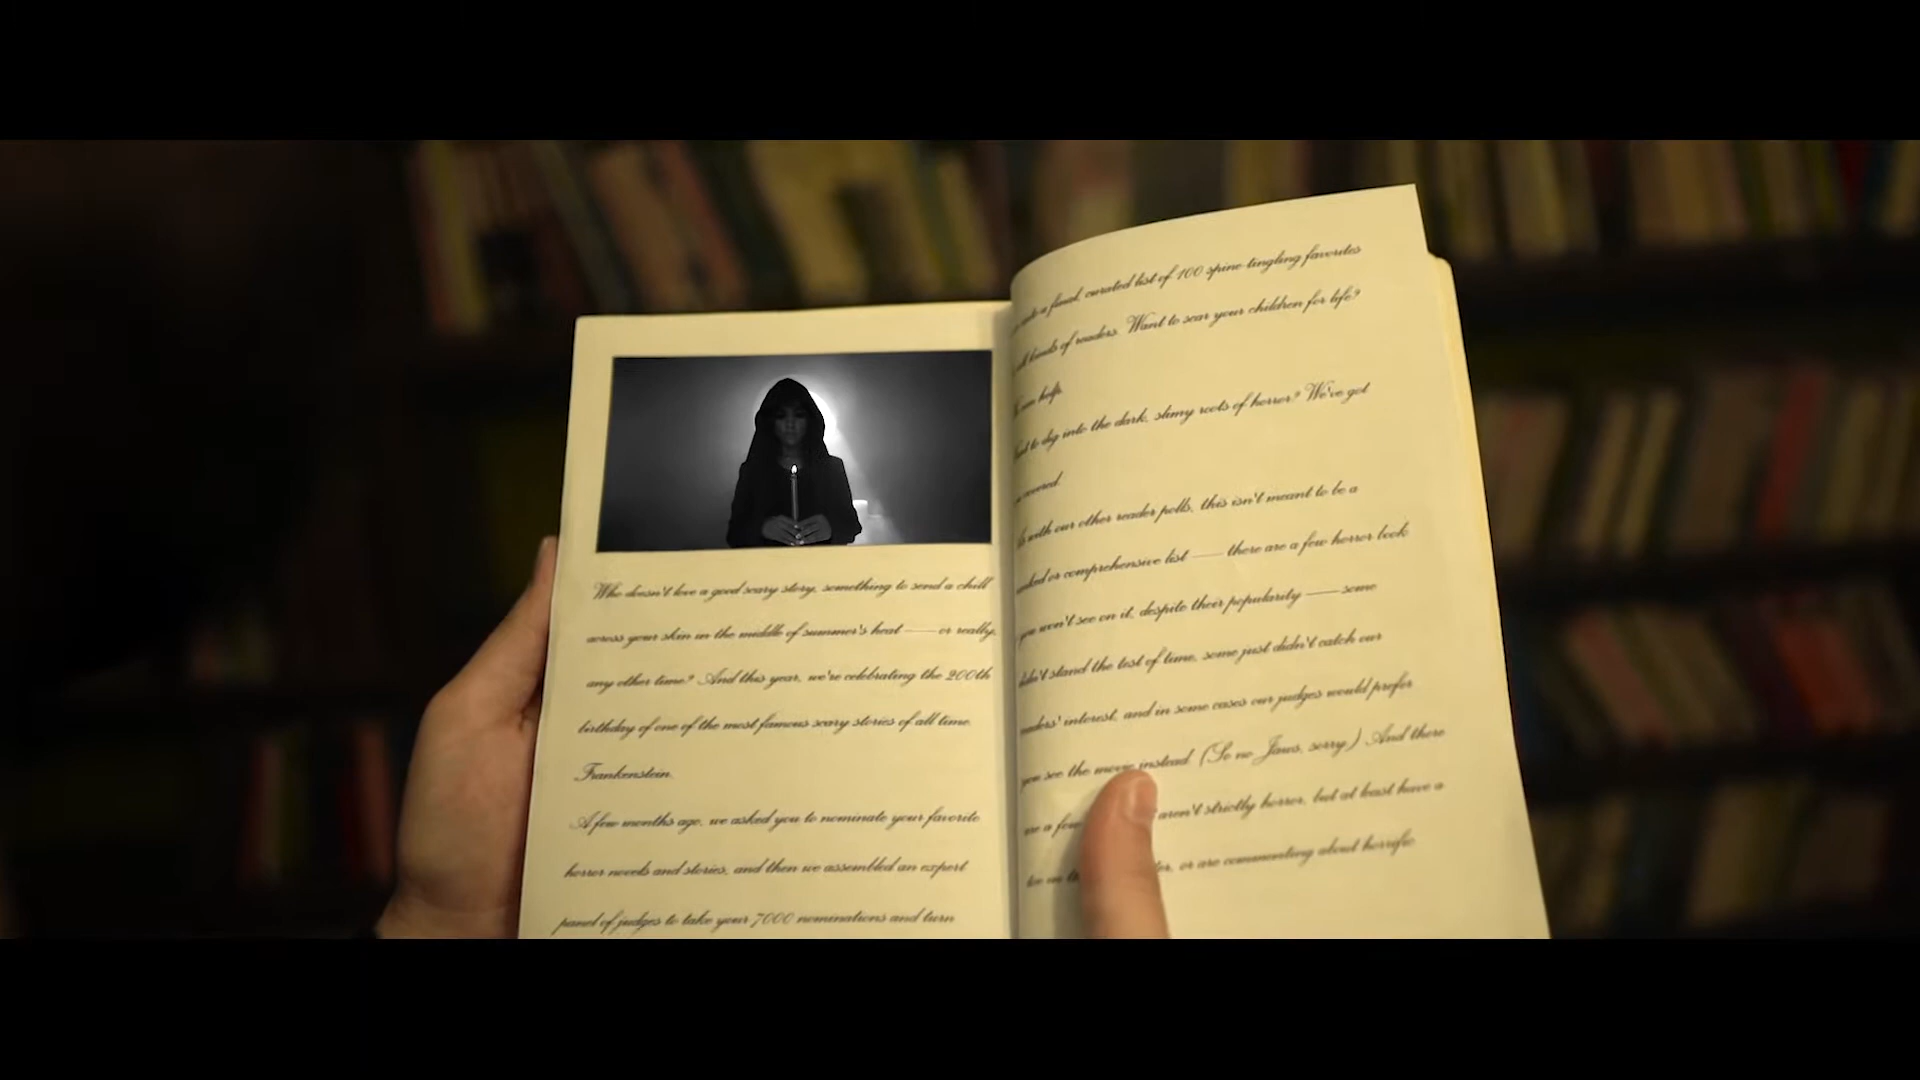 Who doesn't love a good scary story, something to send a chill
across your skin in the middle of summer's heat —— or really,
any other time? And this year, we're celebrating the 200th
birthday of one of the most famous scary stories of all time.
Frankenstein.
A few months ago, we asked you to nominate your favorite
horror novels and stories, and then we assembled an expert
panel of judges to take your 7000 nominations and turn
a final, curated list of 100 spine-tingling favorites
kinds of readers. Want to scar your children for life?
can help.
to dig into the dark, slimy roots of horror? We've got
covered.
with our other reader polls, this isn't meant to be a
or comprehensive list —— there are a few horror book
you won't see on it, despite their popularity —— some
didn't stand the test of time, some just didn't catch our
readers' interest, and in some cases our judges would prefer
you see the movie instead. (So no Jaws, sorry.) And there
are a few aren't strictly horror, but at least have a
or are commenting about horrific